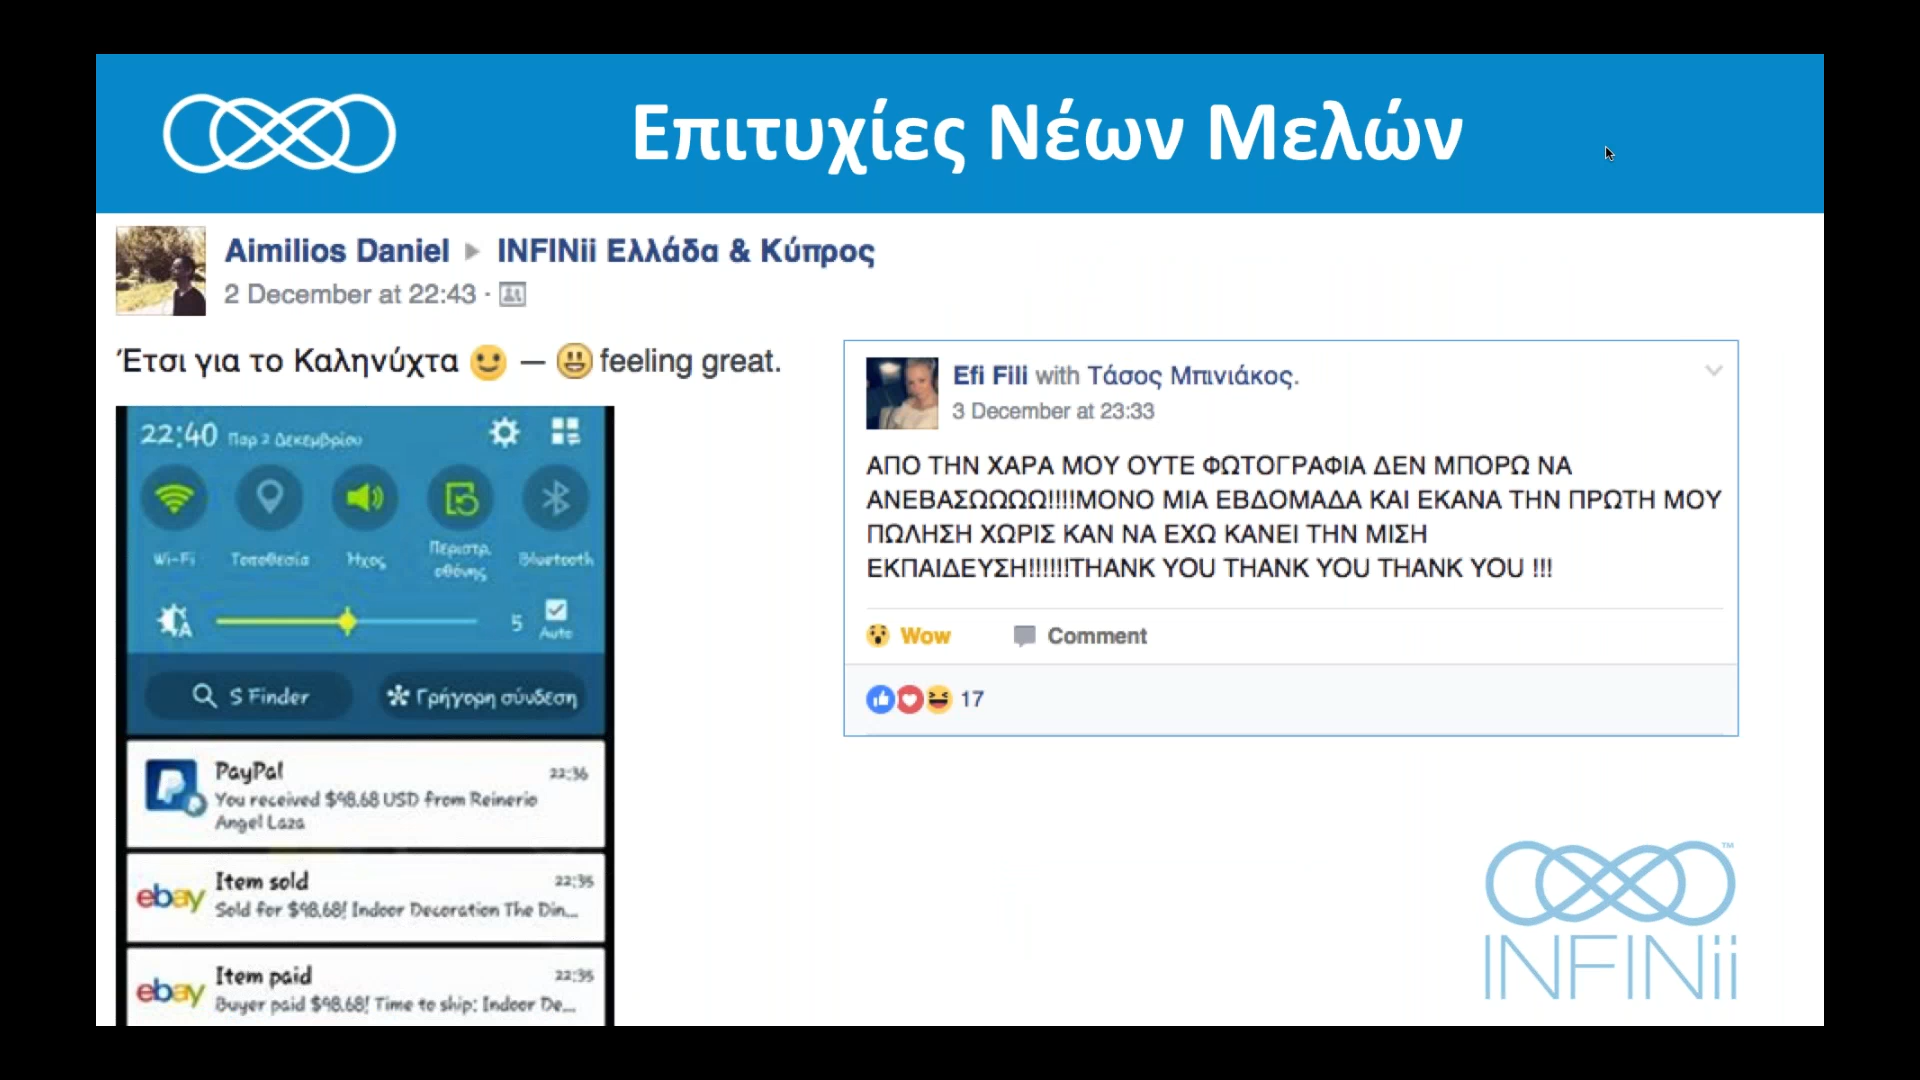 Επιτυχίες Νέων Μελών
Aimilios Daniel ▸ INFINii Ελλάδα & Κύπρος
2 December at 22:43 ·
Έτσι για το Καληνύχτα 🙂 — 😃 feeling great.
22:40 Παρ 2 Δεκεμβρίου
Wi-Fi Τοποθεσία Ήχος Περιστρ. οθόνης Bluetooth
5 Auto
S Finder Γρήγορη σύνδεση
PayPal 22:36
You received $98.68 USD from Reinerio
Angel Laza
ebay Item sold 22:35
Sold for $98.68! Indoor Decoration The Din...
ebay Item paid 22:35
Buyer paid $98.68! Time to ship: Indoor De...
Efi Fili with Τάσος Μπινιάκος.
3 December at 23:33
ΑΠΟ ΤΗΝ ΧΑΡΑ ΜΟΥ ΟΥΤΕ ΦΩΤΟΓΡΑΦΙΑ ΔΕΝ ΜΠΟΡΩ ΝΑ
ΑΝΕΒΑΣΩΩΩΩ!!!!ΜΟΝΟ ΜΙΑ ΕΒΔΟΜΑΔΑ ΚΑΙ ΕΚΑΝΑ ΤΗΝ ΠΡΩΤΗ ΜΟΥ
ΠΩΛΗΣΗ ΧΩΡΙΣ ΚΑΝ ΝΑ ΕΧΩ ΚΑΝΕΙ ΤΗΝ ΜΙΣΗ
ΕΚΠΑΙΔΕΥΣΗ!!!!!!THANK YOU THANK YOU THANK YOU !!!
Wow Comment
17
INFINii ™